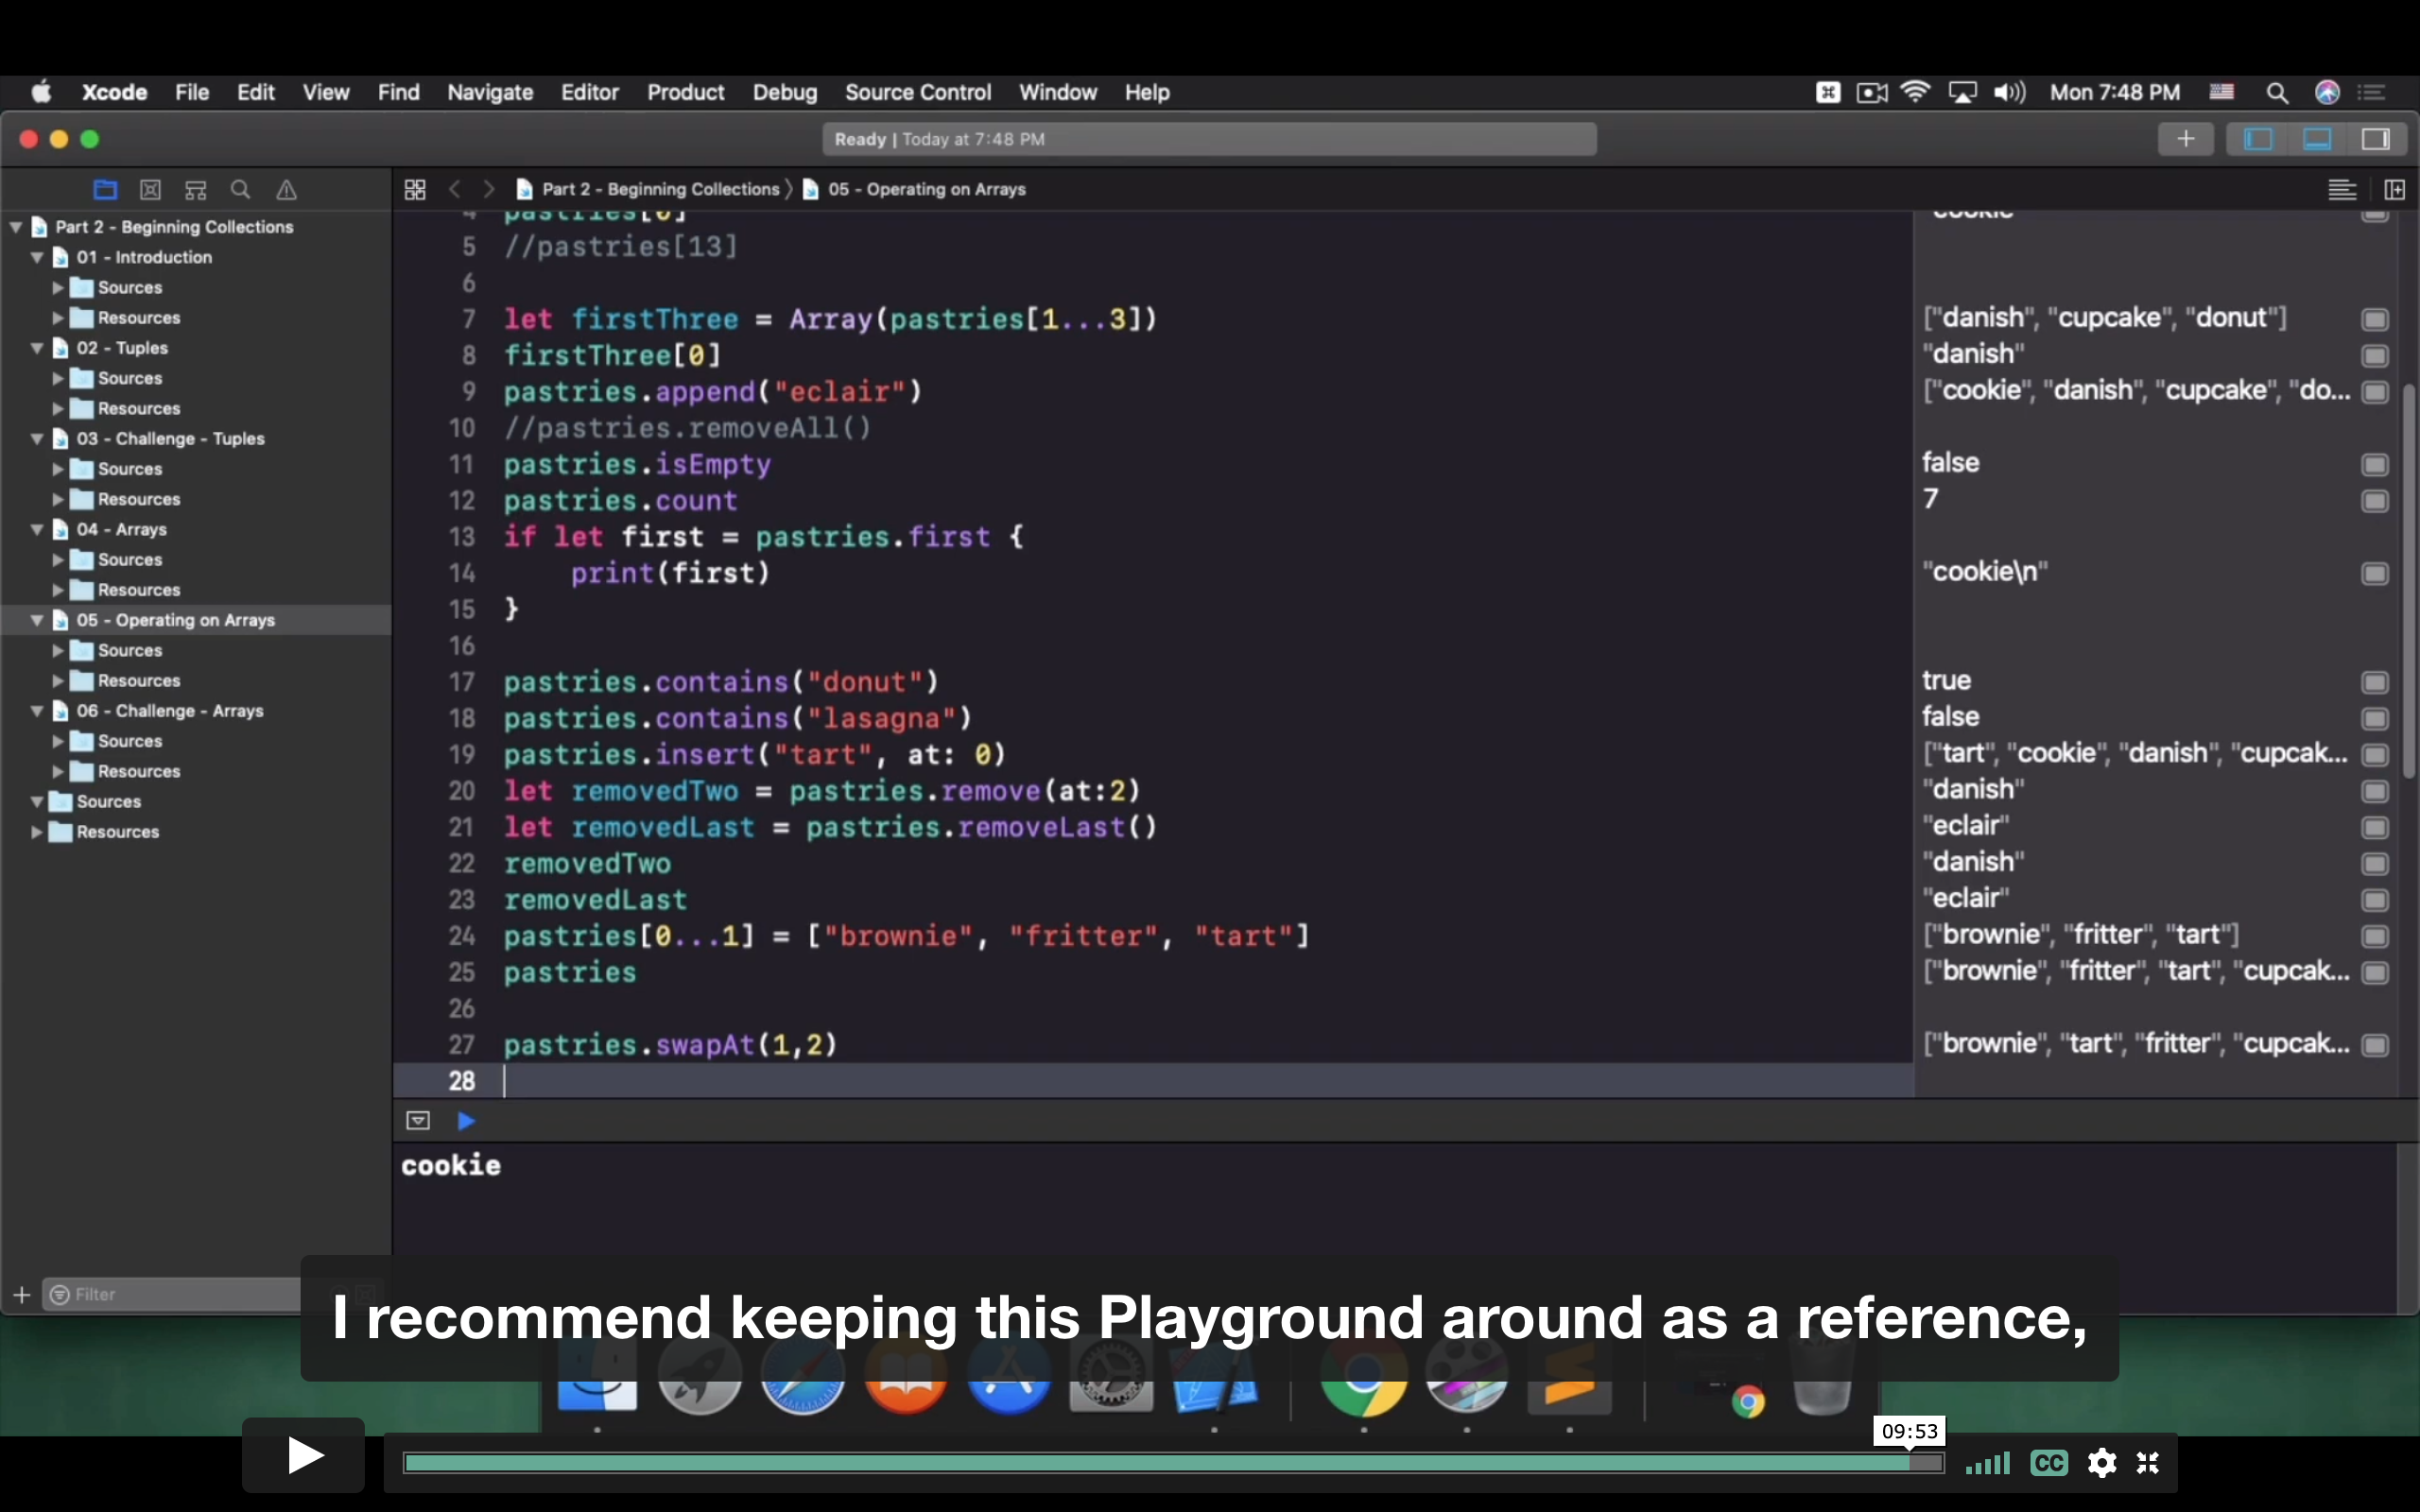 Xcode File Edit View Find Navigate Editor Product Debug Source Control Window Help Mon 7:48 PM
Ready | Today at 7:48 PM
Part 2 - Beginning Collections 05 - Operating on Arrays
Part 2 - Beginning Collections
01 - Introduction
Sources
Resources
02 - Tuples
Sources
Resources
03 - Challenge - Tuples
Sources
Resources
04 - Arrays
Sources
Resources
05 - Operating on Arrays
Sources
Resources
06 - Challenge - Arrays
Sources
Resources
Sources
Resources
Filter
4 pastries[0]
5 //pastries[13]
6
7 let firstThree = Array(pastries[1...3])
8 firstThree[0]
9 pastries.append("eclair")
10 //pastries.removeAll()
11 pastries.isEmpty
12 pastries.count
13 if let first = pastries.first {
14 print(first)
15 }
16
17 pastries.contains("donut")
18 pastries.contains("lasagna")
19 pastries.insert("tart", at: 0)
20 let removedTwo = pastries.remove(at:2)
21 let removedLast = pastries.removeLast()
22 removedTwo
23 removedLast
24 pastries[0...1] = ["brownie", "fritter", "tart"]
25 pastries
26
27 pastries.swapAt(1,2)
28
"cookie"
["danish", "cupcake", "donut"]
"danish"
["cookie", "danish", "cupcake", "do...
false
7
"cookie\n"
true
false
["tart", "cookie", "danish", "cupcak...
"danish"
"eclair"
"danish"
"eclair"
["brownie", "fritter", "tart"]
["brownie", "fritter", "tart", "cupcak...
["brownie", "tart", "fritter", "cupcak...
cookie
I recommend keeping this Playground around as a reference,
09:53
CC